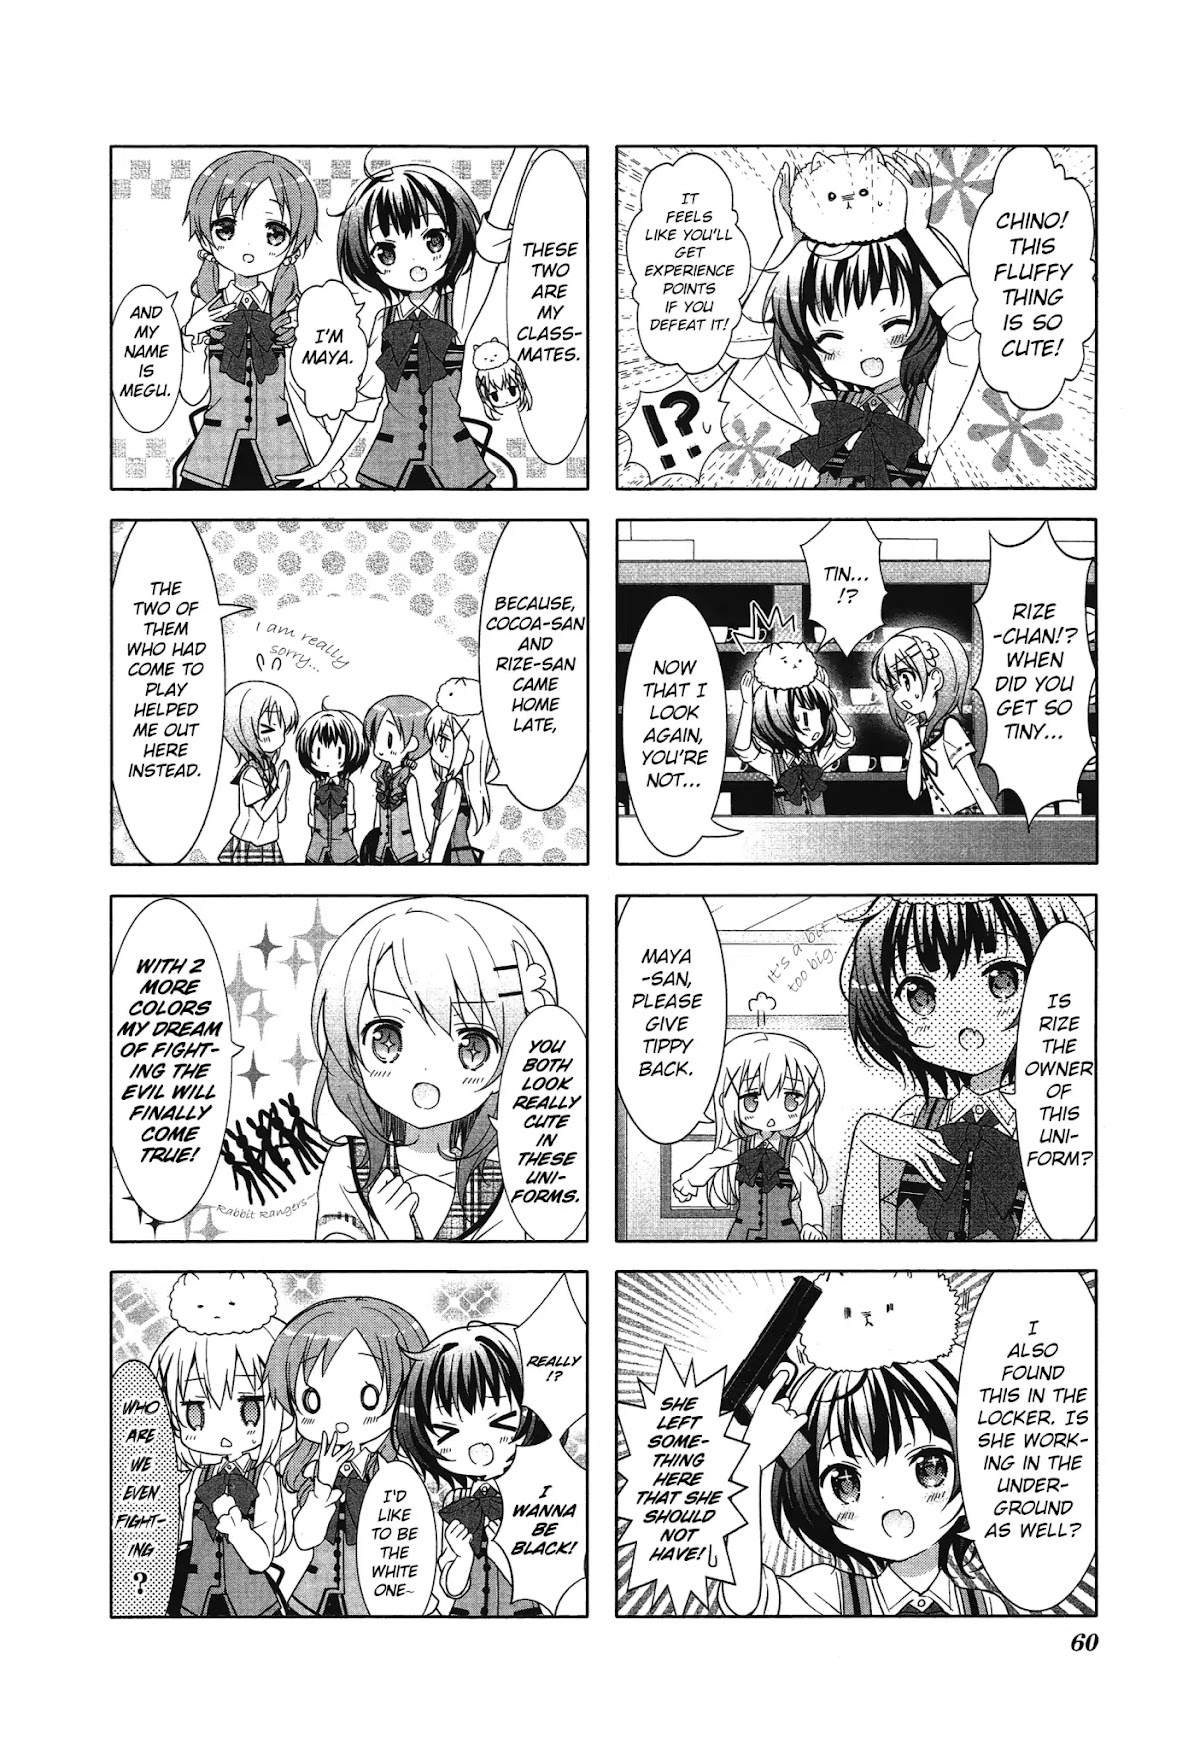 CHINO!
THIS
FLUFFY
THING
IS SO
CUTE!
IT
FEELS
LIKE YOU'LL
GET
EXPERIENCE
POINTS
IF YOU
DEFEAT IT!
!?
RIZE
-CHAN!?
WHEN
DID YOU
GET SO
TINY...
TIN...
!?
NOW
THAT I
LOOK
AGAIN,
YOU'RE
NOT...
IS
RIZE
THE
OWNER
OF
THIS
UNI-
FORM?
It's a bit
too big.
MAYA
-SAN,
PLEASE
GIVE
TIPPY
BACK.
I
ALSO
FOUND
THIS IN THE
LOCKER. IS
SHE WORK-
ING IN THE
UNDER-
GROUND
AS WELL?
SHE
LEFT
SOME-
THING
HERE
THAT SHE
SHOULD
NOT
HAVE!
THESE
TWO
ARE
MY
CLASS-
MATES.
I'M
MAYA.
AND
MY
NAME
IS
MEGU.
BECAUSE,
COCOA-SAN
AND
RIZE-SAN
CAME
HOME
LATE,
I am really
sorry...
THE
TWO OF
THEM
WHO HAD
COME TO
PLAY
HELPED
ME OUT
HERE
INSTEAD.
YOU
BOTH
LOOK
REALLY
CUTE
IN
THESE
UNI-
FORMS.
WITH 2
MORE
COLORS
MY DREAM
OF FIGHT-
ING THE
EVIL WILL
FINALLY
COME
TRUE!
Rabbit Rangers~
REALLY
!?
I
WANNA
BE
BLACK!
I'D
LIKE
TO BE
THE
WHITE
ONE~
WHO
ARE
WE
EVEN
FIGHT-
ING
?
60